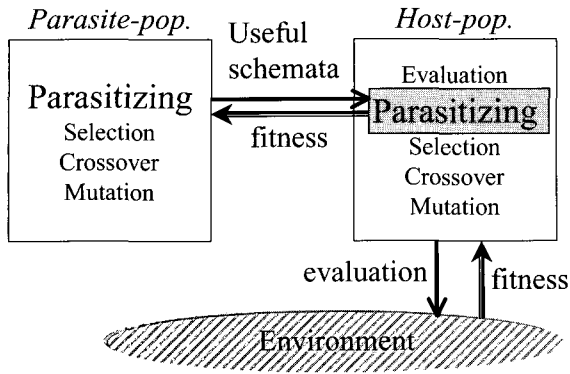 Parasite-pop.
Parasitizing
Selection
Crossover
Mutation
Useful
schemata
fitness
Host-pop.
Evaluation
Parasitizing
Selection
Crossover
Mutation
evaluation
fitness
Environment